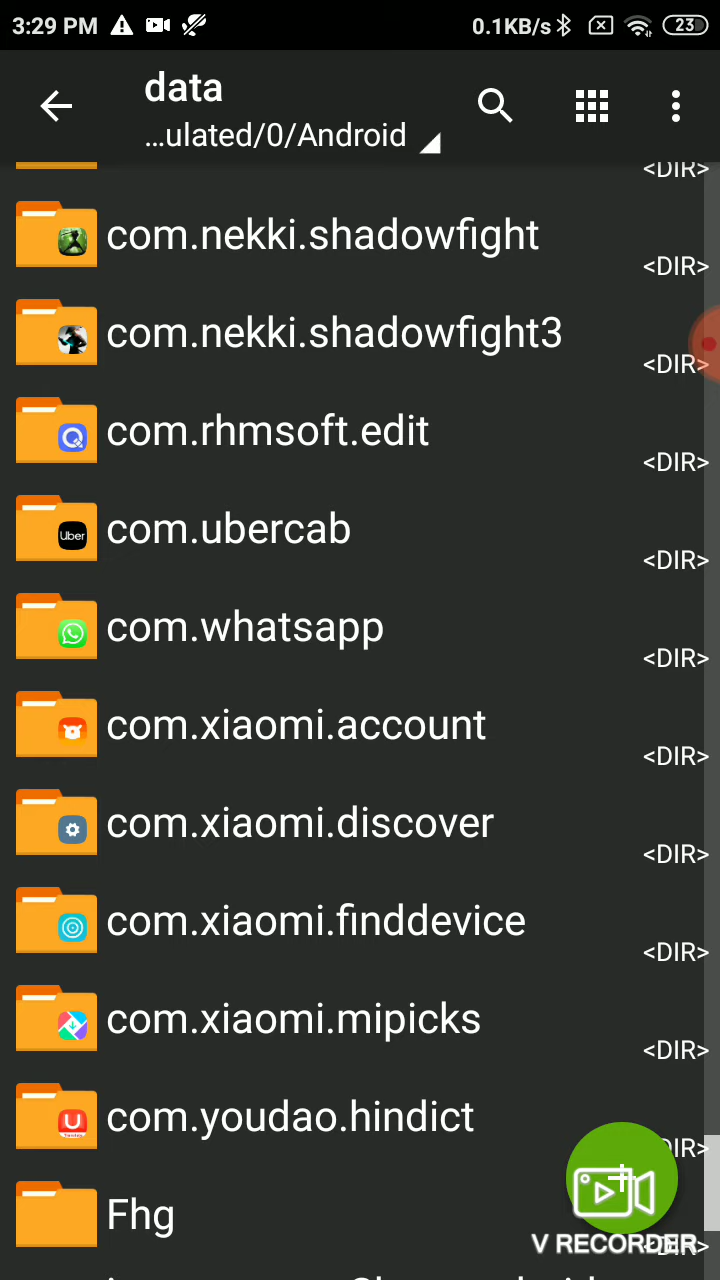 3:29 PM
0.1KB/s
23
data
...ulated/0/Android
<DIR>
com.nekki.shadowfight
<DIR>
com.nekki.shadowfight3
<DIR>
com.rhmsoft.edit
<DIR>
com.ubercab
Uber
<DIR>
com.whatsapp
<DIR>
com.xiaomi.account
<DIR>
com.xiaomi.discover
<DIR>
com.xiaomi.finddevice
<DIR>
com.xiaomi.mipicks
<DIR>
com.youdao.hindict
U
DIR>
Fhg
V RECORDER